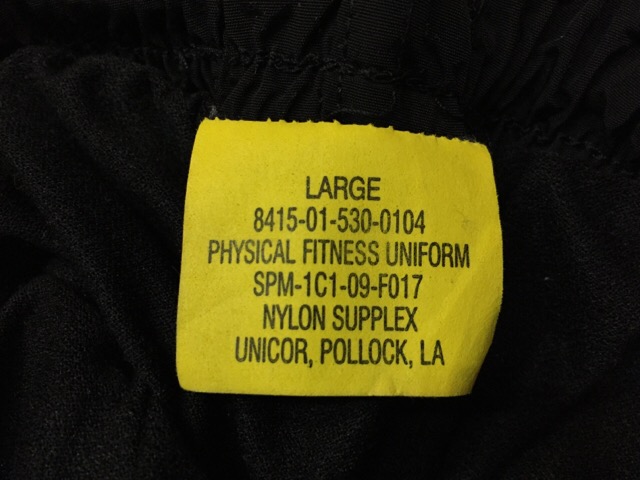 LARGE
8415-01-530-0104
PHYSICAL FITNESS UNIFORM
SPM-1C1-09-F017
NYLON SUPPLEX
UNICOR, POLLOCK, LA